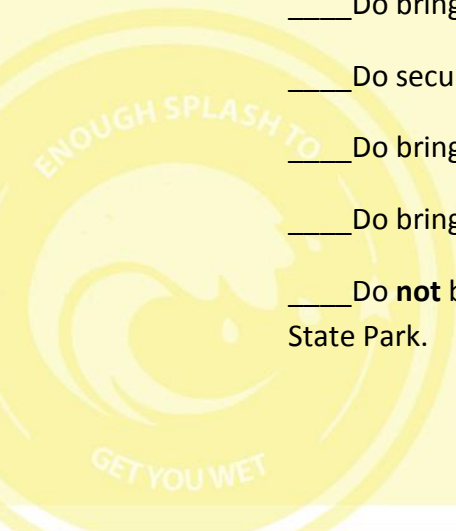 ____Do bring
____Do secu
____Do bring
____Do bring
____Do not b
State Park.
ENOUGH SPLASH TO
GET YOU WET